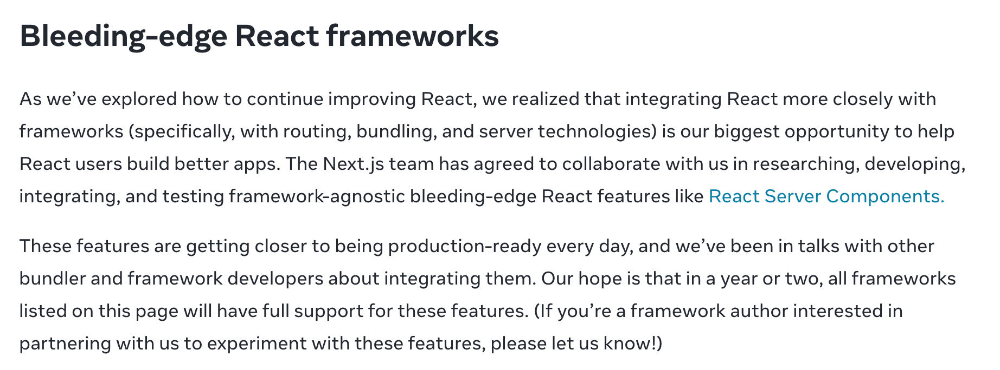 Bleeding-edge React frameworks
As we’ve explored how to continue improving React, we realized that integrating React more closely with
frameworks (specifically, with routing, bundling, and server technologies) is our biggest opportunity to help
React users build better apps. The Next.js team has agreed to collaborate with us in researching, developing,
integrating, and testing framework-agnostic bleeding-edge React features like React Server Components.
These features are getting closer to being production-ready every day, and we’ve been in talks with other
bundler and framework developers about integrating them. Our hope is that in a year or two, all frameworks
listed on this page will have full support for these features. (If you’re a framework author interested in
partnering with us to experiment with these features, please let us know!)